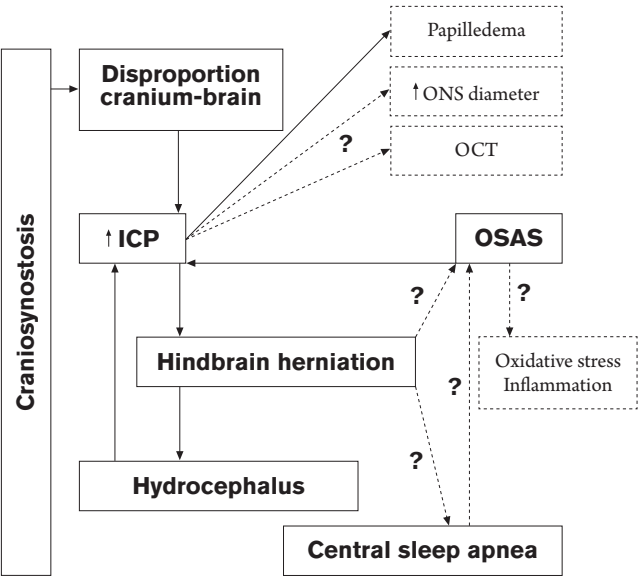 Papilledema
Disproportion
cranium-brain
↑ ONS diameter
?
OCT
Craniosynostosis
↑ ICP
OSAS
?
?
Hindbrain herniation
Oxidative stress
Inflammation
?
?
Hydrocephalus
Central sleep apnea